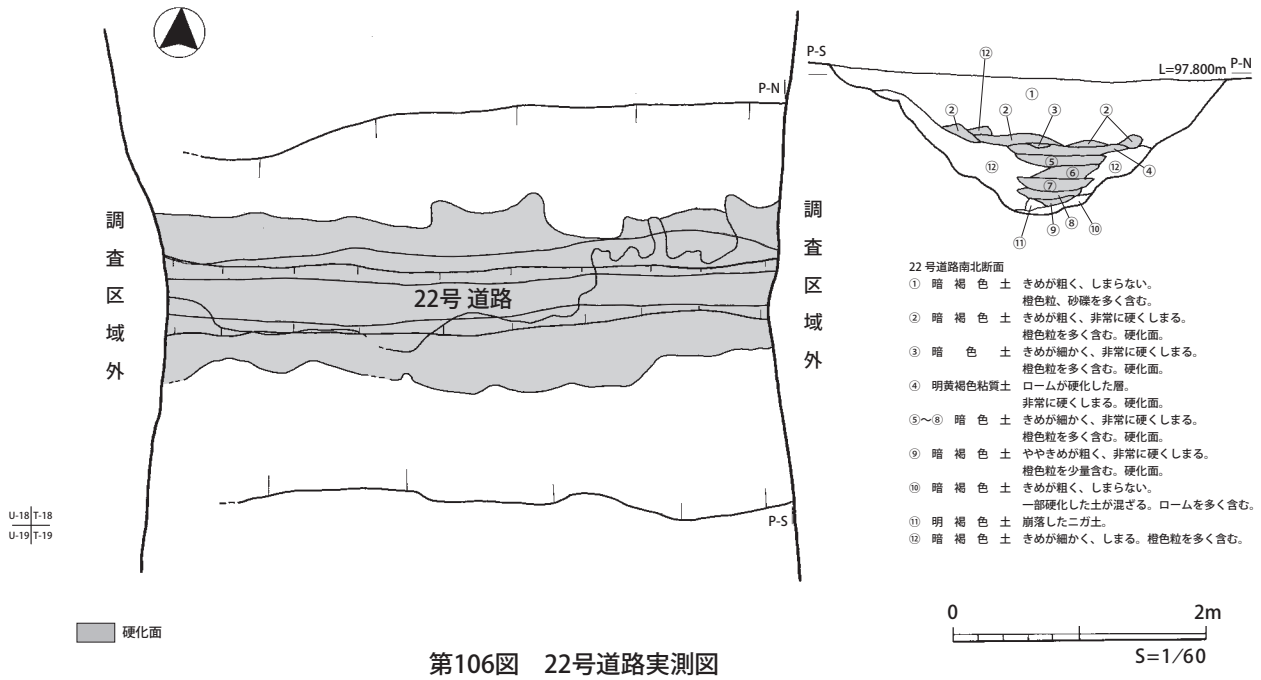 P-N
調査区域外
22号 道路
調査区域外
P-S
U-18 T-18
U-19 T-19
硬化面
P-S
L=97.800m
P-N
⑫
①
②
②
③
②
⑫
⑤
⑥
⑫
④
⑦
⑪
⑨
⑧
⑩
22号道路南北断面
① 暗褐色土 きめが粗く、しまらない。
橙色粒、砂礫を多く含む。
② 暗褐色土 きめが粗く、非常に硬くしまる。
橙色粒を多く含む。硬化面。
③ 暗色土 きめが細かく、非常に硬くしまる。
橙色粒を多く含む。硬化面。
④ 明黄褐色粘質土 ロームが硬化した層。
非常に硬くしまる。硬化面。
⑤～⑧ 暗色土 きめが細かく、非常に硬くしまる。
橙色粒を多く含む。硬化面。
⑨ 暗褐色土 ややきめが粗く、非常に硬くしまる。
橙色粒を少量含む。硬化面。
⑩ 暗褐色土 きめが粗く、しまらない。
一部硬化した土が混ざる。ロームを多く含む。
⑪ 明褐色土 崩落したニガ土。
⑫ 暗褐色土 きめが細かく、しまる。橙色粒を多く含む。
0 2m
S=1/60
第106図 22号道路実測図